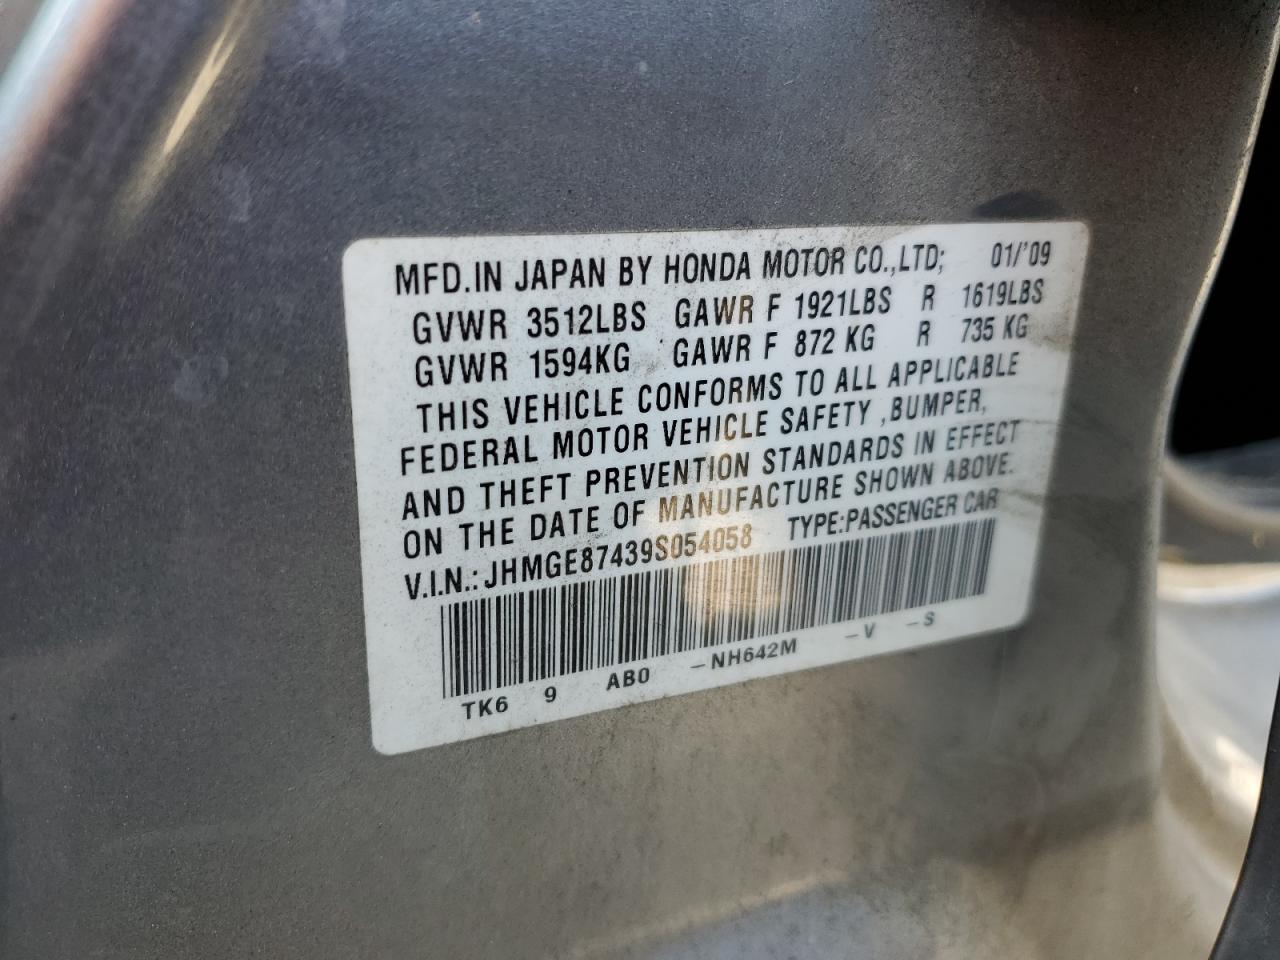 MFD.IN JAPAN BY HONDA MOTOR CO.,LTD; 01/'09
GVWR 3512LBS GAWR F 1921LBS R 1619LBS
GVWR 1594KG GAWR F 872 KG R 735 KG
THIS VEHICLE CONFORMS TO ALL APPLICABLE
FEDERAL MOTOR VEHICLE SAFETY ,BUMPER,
AND THEFT PREVENTION STANDARDS IN EFFECT
ON THE DATE OF MANUFACTURE SHOWN ABOVE.
V.I.N.: JHMGE87439S054058 TYPE:PASSENGER CAR
TK6 9 AB0 -NH642M -V -S